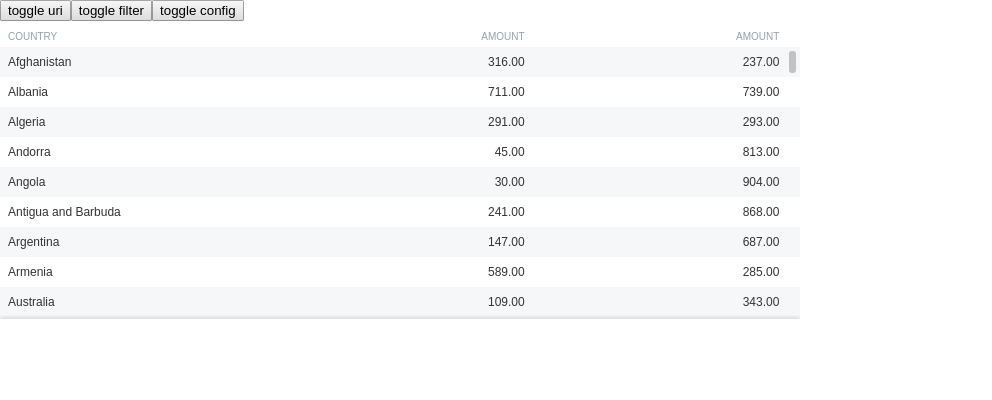 toggle uri toggle filter toggle config
COUNTRY AMOUNT AMOUNT
Afghanistan 316.00 237.00
Albania 711.00 739.00
Algeria 291.00 293.00
Andorra 45.00 813.00
Angola 30.00 904.00
Antigua and Barbuda 241.00 868.00
Argentina 147.00 687.00
Armenia 589.00 285.00
Australia 109.00 343.00